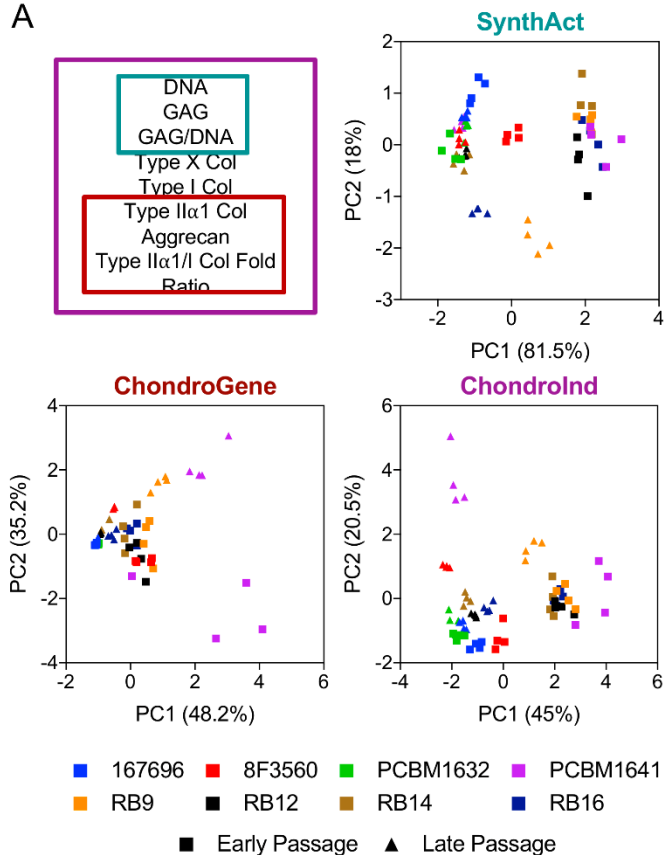 A
DNA
GAG
GAG/DNA
Type X Col
Type I Col
Type IIα1 Col
Aggrecan
Type IIα1/I Col Fold
Ratio
SynthAct
3
2
1
0
-1
-2
-3
PC2 (18%)
-2
0
2
4
PC1 (81.5%)
ChondroGene
4
2
0
-2
-4
PC2 (35.2%)
-2
0
2
4
6
PC1 (48.2%)
ChondroInd
6
4
2
0
-2
PC2 (20.5%)
-4
-2
0
2
4
6
PC1 (45%)
167696
8F3560
PCBM1632
PCBM1641
RB9
RB12
RB14
RB16
Early Passage
Late Passage